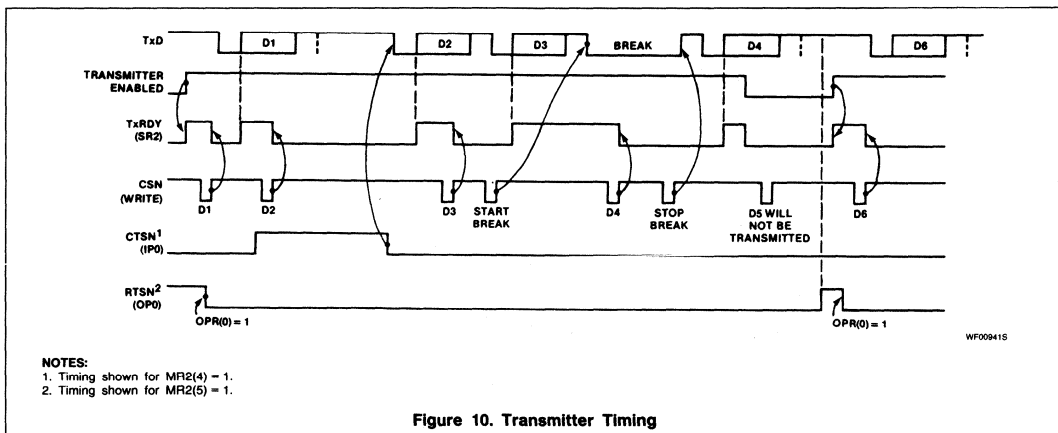 TxD
D1
D2
D3
BREAK
D4
D6
TRANSMITTER
ENABLED
TxRDY
(SR2)
CSN
(WRITE)
D1
D2
D3
START
BREAK
D4
STOP
BREAK
D5 WILL
NOT BE
TRANSMITTED
D6
CTSN1
(IP0)
RTSN2
(OP0)
OPR(0) = 1
OPR(0) = 1
WF00941S
NOTES:
1. Timing shown for MR2(4) = 1.
2. Timing shown for MR2(5) = 1.
Figure 10. Transmitter Timing